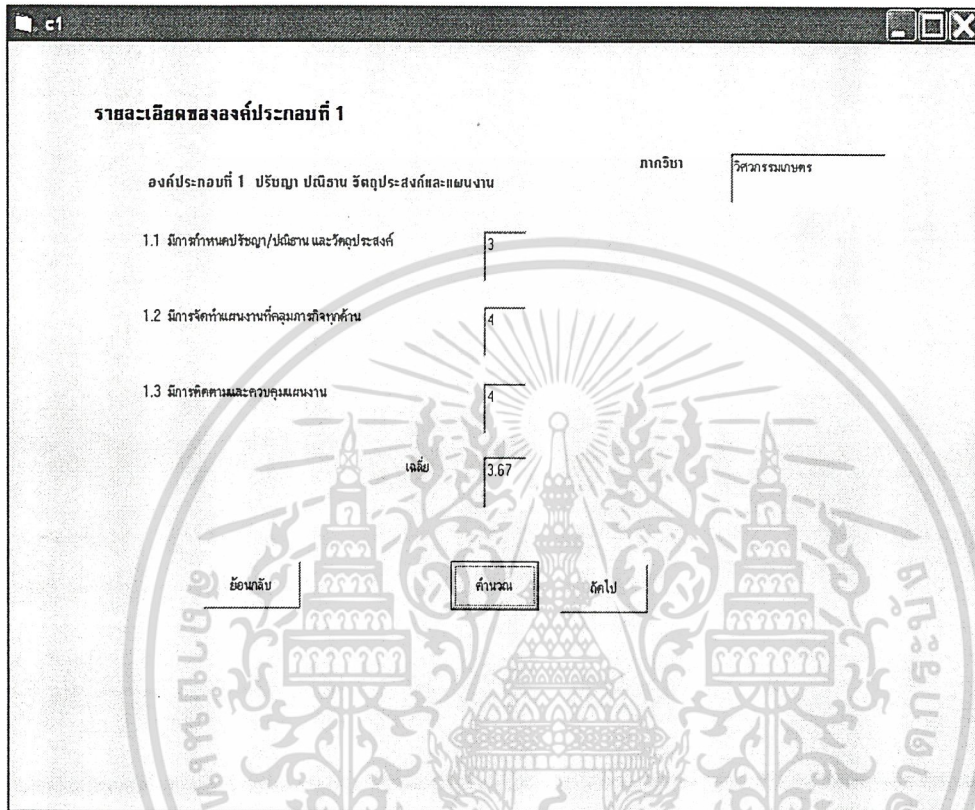 c1
รายละเอียดขององค์ประกอบที่ 1
ภาควิชา
วิศวกรรมเกษตร
องค์ประกอบที่ 1 ปรัชญา ปณิธาน วัตถุประสงค์และแผนงาน
1.1 มีการกำหนดปรัชญา/ปณิธาน และวัตถุประสงค์
3
1.2 มีการจัดทำแผนงานที่คลุมภารกิจทุกด้าน
4
1.3 มีการติดตามและควบคุมแผนงาน
4
เฉลี่ย
3.67
ย้อนกลับ
คำนวณ
ถัดไป